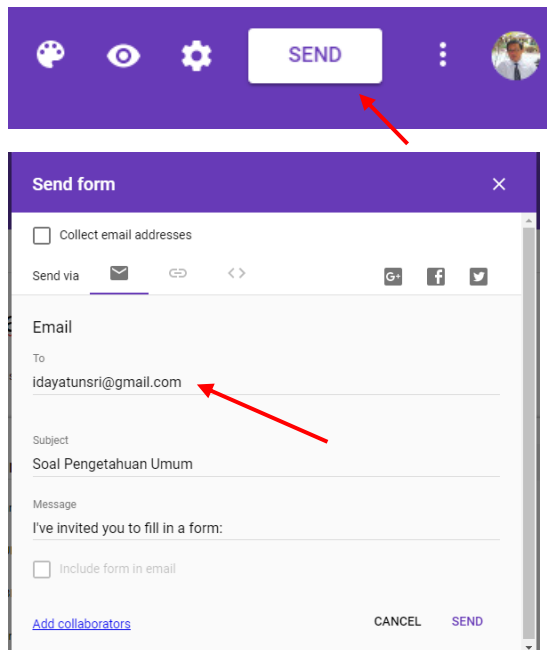 SEND
Send form
Collect email addresses
Send via
G+
Email
To
idayatunsri@gmail.com
Subject
Soal Pengetahuan Umum
Message
I've invited you to fill in a form:
Include form in email
Add collaborators CANCEL SEND